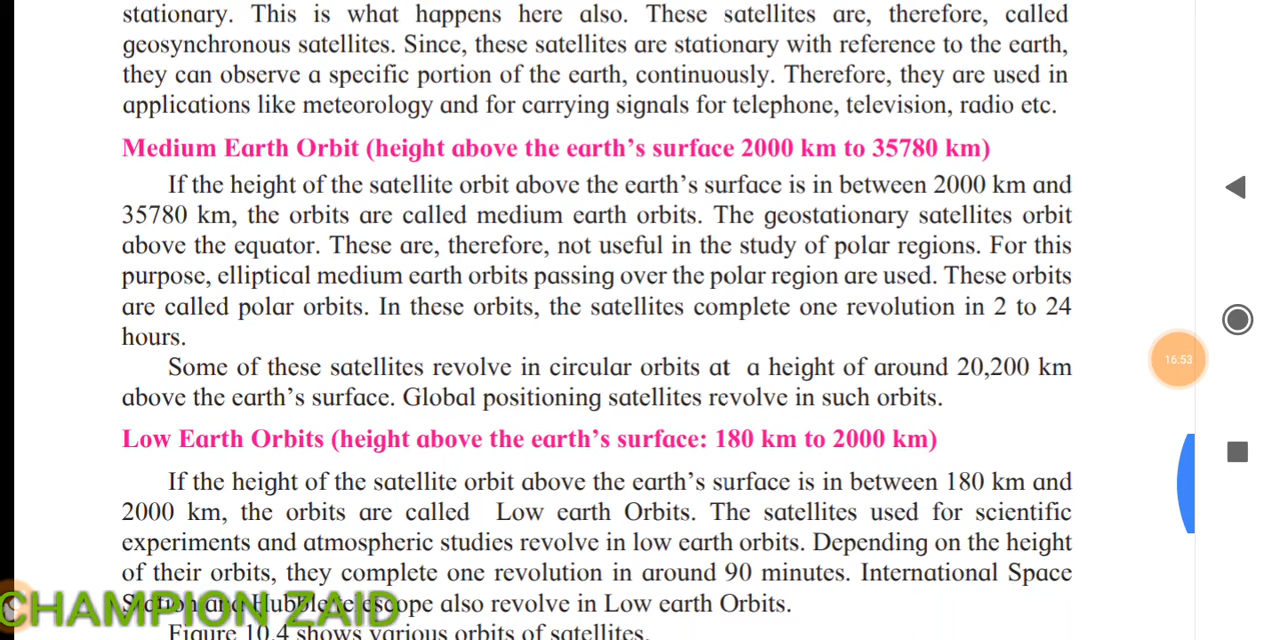 stationary. This is what happens here also. These satellites are, therefore, called
geosynchronous satellites. Since, these satellites are stationary with reference to the earth,
they can observe a specific portion of the earth, continuously. Therefore, they are used in
applications like meteorology and for carrying signals for telephone, television, radio etc.
Medium Earth Orbit (height above the earth's surface 2000 km to 35780 km)
If the height of the satellite orbit above the earth's surface is in between 2000 km and
35780 km, the orbits are called medium earth orbits. The geostationary satellites orbit
above the equator. These are, therefore, not useful in the study of polar regions. For this
purpose, elliptical medium earth orbits passing over the polar region are used. These orbits
are called polar orbits. In these orbits, the satellites complete one revolution in 2 to 24
hours.
Some of these satellites revolve in circular orbits at a height of around 20,200 km
above the earth's surface. Global positioning satellites revolve in such orbits.
16:53
Low Earth Orbits (height above the earth's surface: 180 km to 2000 km)
If the height of the satellite orbit above the earth's surface is in between 180 km and
2000 km, the orbits are called Low earth Orbits. The satellites used for scientific
experiments and atmospheric studies revolve in low earth orbits. Depending on the height
of their orbits, they complete one revolution in around 90 minutes. International Space
Station and Hubble telescope also revolve in Low earth Orbits.
CHAMPION ZAID
Figure 10.4 shows various orbits of satellites.